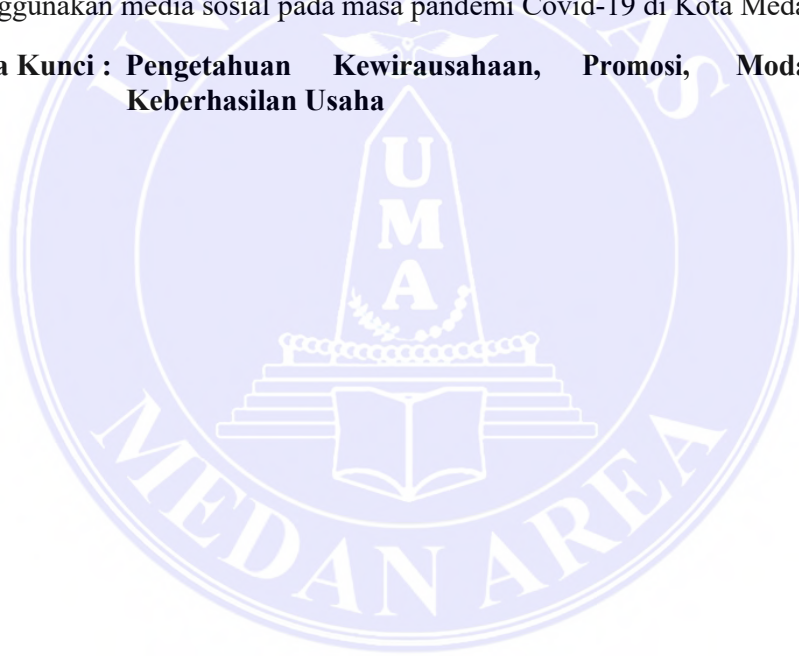 ggunakan media sosial pada masa pandemi Covid-19 di Kota Meda
a Kunci : Pengetahuan Kewirausahaan, Promosi, Moda
Keberhasilan Usaha
U
M
A
MEDAN AREA